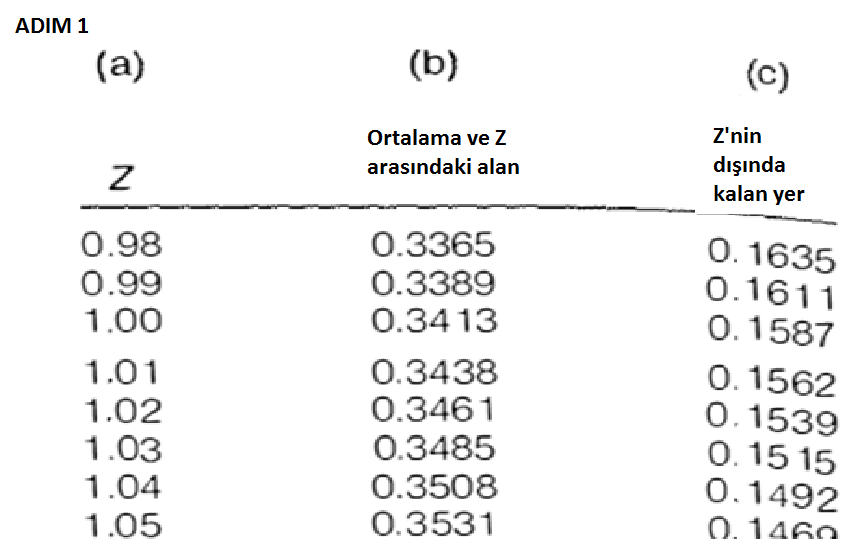 ADIM 1
(a) (b) (c)
Z
Ortalama ve Z
arasındaki alan
Z'nin
dışında
kalan yer
0.98 0.3365 0.1635
0.99 0.3389 0.1611
1.00 0.3413 0.1587
1.01 0.3438 0.1562
1.02 0.3461 0.1539
1.03 0.3485 0.1515
1.04 0.3508 0.1492
1.05 0.3531 0.1469